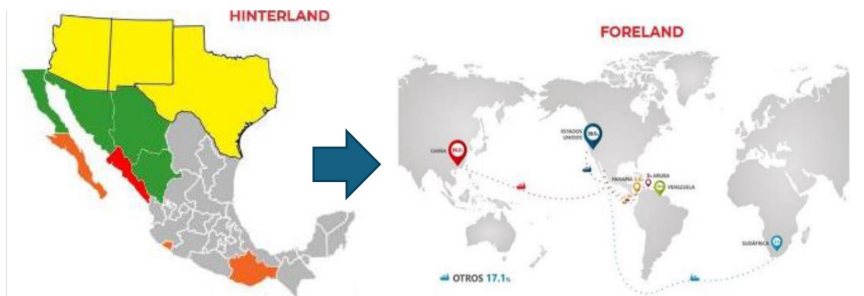 HINTERLAND
FORELAND
ESTADOS
UNIDOS
CHINA
PANAMÁ
ARUBA
VENEZUELA
SUDÁFRICA
OTROS 17.1%